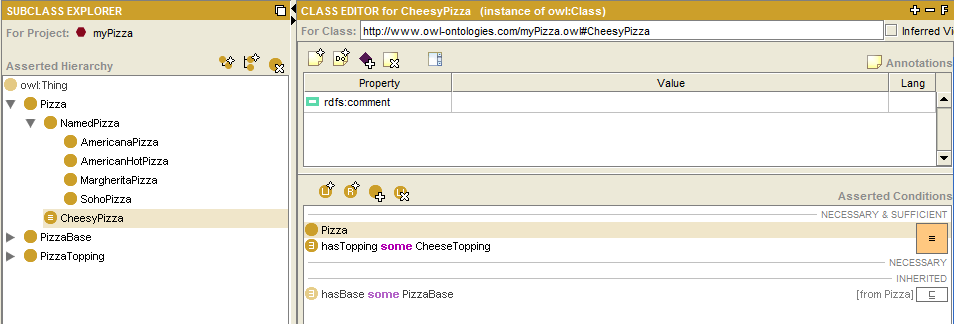 SUBCLASS EXPLORER
For Project: myPizza
Asserted Hierarchy
owl:Thing
Pizza
NamedPizza
AmericanaPizza
AmericanHotPizza
MargheritaPizza
SohoPizza
CheesyPizza
PizzaBase
PizzaTopping
CLASS EDITOR for CheesyPizza (instance of owl:Class)
F
For Class: http://www.owl-ontologies.com/myPizza.owl#CheesyPizza Inferred Vi
Annotations
Property Value Lang
rdfs:comment
Asserted Conditions
NECESSARY & SUFFICIENT
Pizza
hasTopping some CheeseTopping
NECESSARY
INHERITED
hasBase some PizzaBase [from Pizza]